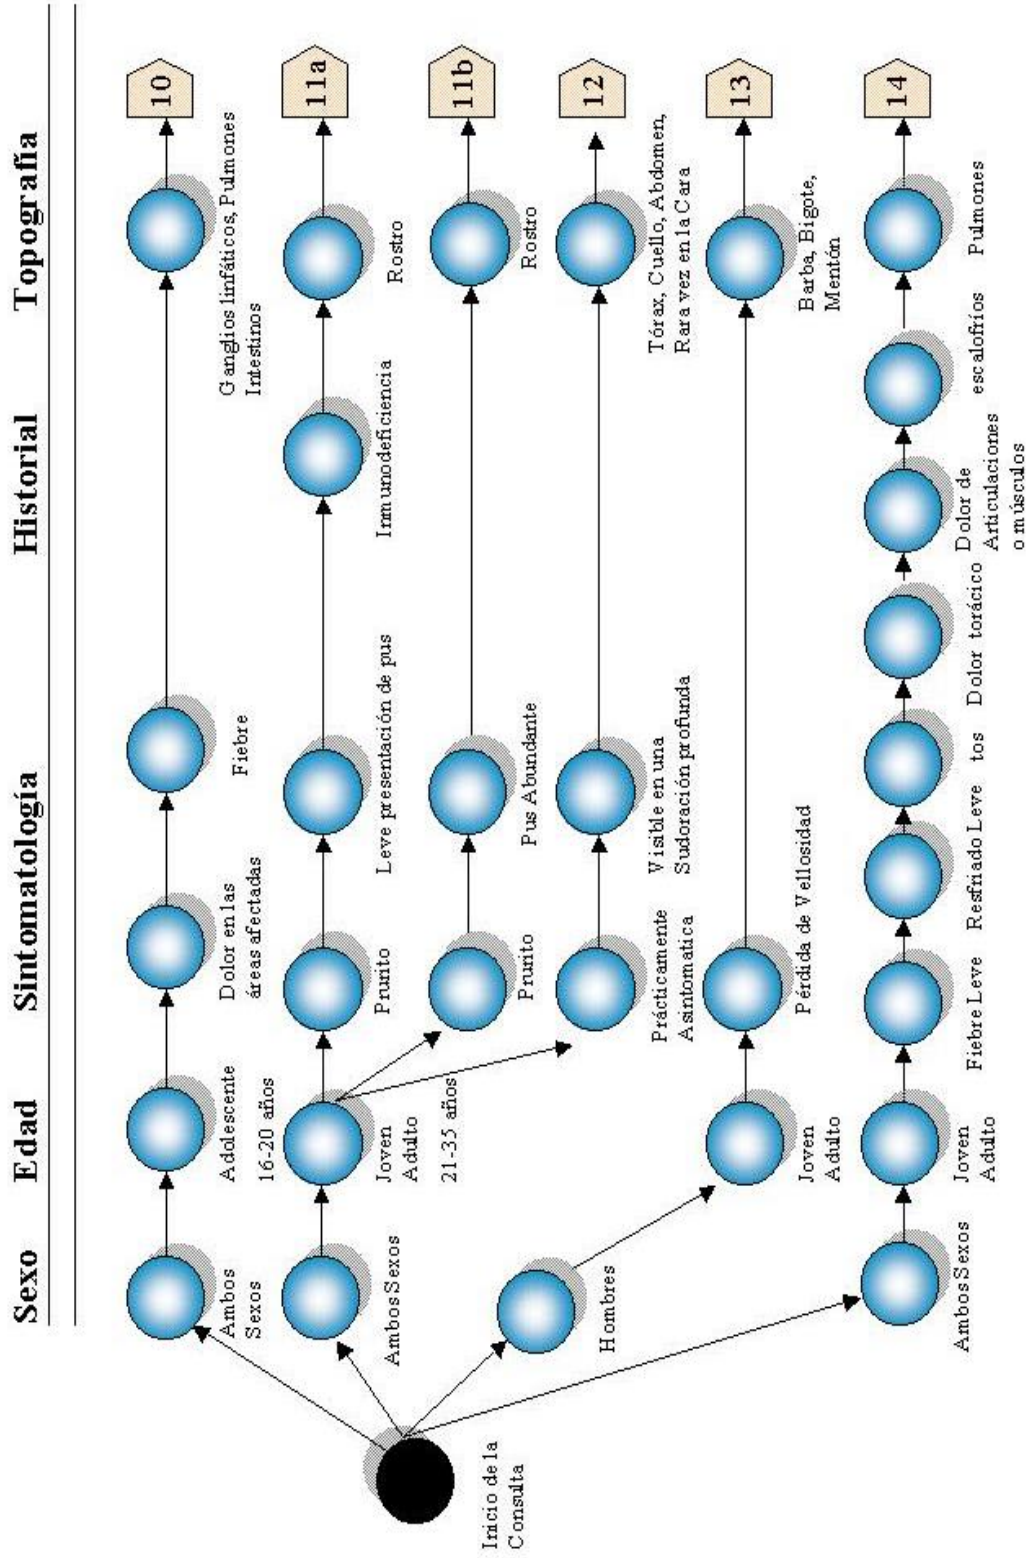 Sexo
Edad
Sintomatología
Historial
Topografía
Inicio de la
Consulta
Ambos
Sexos
Adolescente
16-20 años
Dolor en las
áreas afectadas
Fiebre
Ganglios linfáticos, Pulmones
Intestinos
10
Ambos Sexos
Joven
Adulto
21-35 años
Prurito
Leve presentación de pus
Inmunodeficiencia
Rostro
11a
Prurito
Pus Abundante
Rostro
11b
Prácticamente
Asintomatica
Visible en una
Sudoración profunda
Tórax, Cuello, Abdomen,
Rara vez en la Cara
12
Hombres
Joven
Adulto
Pérdida de Vellosidad
Barba, Bigote,
Mentón
13
Ambos Sexos
Joven
Adulto
Fiebre Leve
Resfriado Leve
tos
Dolor torácico
Dolor de
Articulaciones
o músculos
escalofríos
Pulmones
14